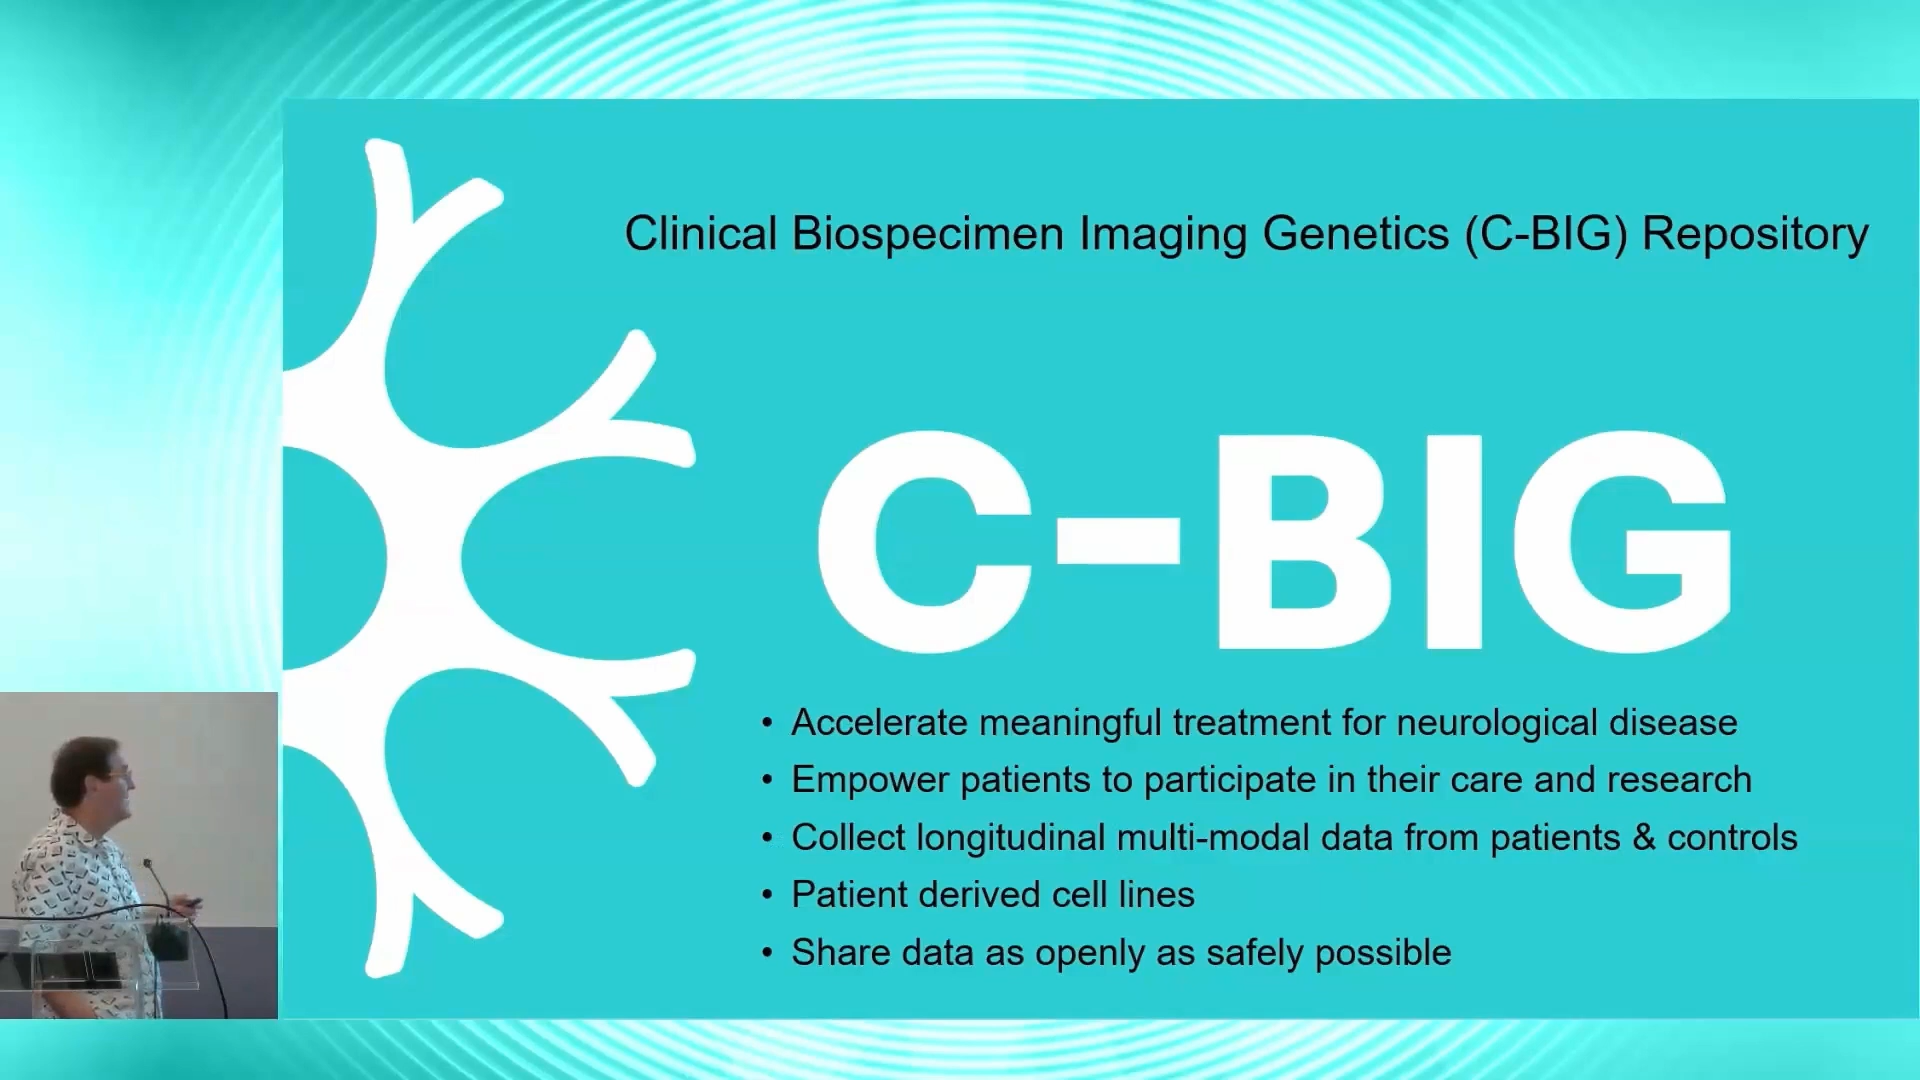 Clinical Biospecimen Imaging Genetics (C-BIG) Repository
C-BIG
• Accelerate meaningful treatment for neurological disease
• Empower patients to participate in their care and research
• Collect longitudinal multi-modal data from patients & controls
• Patient derived cell lines
• Share data as openly as safely possible